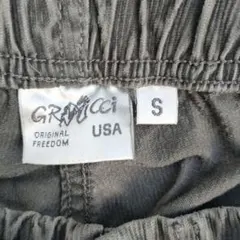 GRAMICCi
ORIGINAL
FREEDOM
USA
S